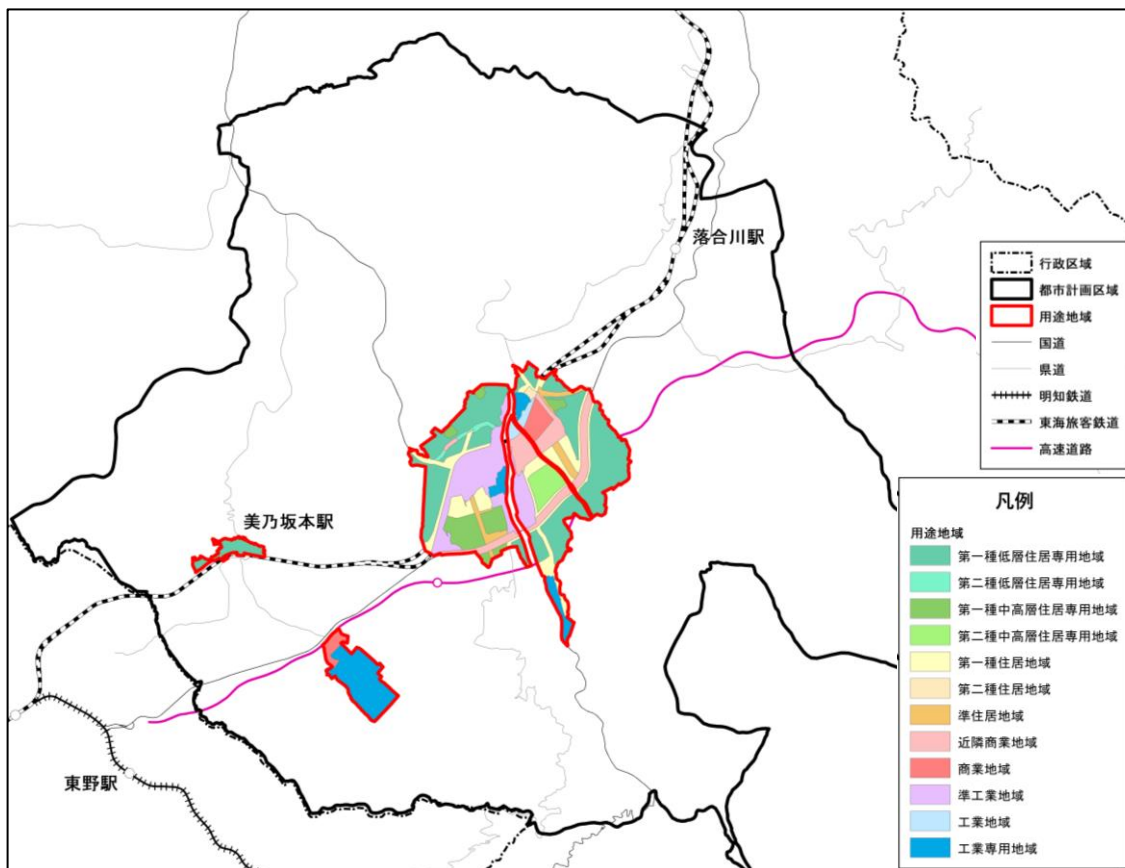 落合川駅
美乃坂本駅
東野駅
行政区域
都市計画区域
用途地域
国道
県道
明知鉄道
東海旅客鉄道
高速道路
凡例
用途地域
第一種低層住居専用地域
第二種低層住居専用地域
第一種中高層住居専用地域
第二種中高層住居専用地域
第一種住居地域
第二種住居地域
準住居地域
近隣商業地域
商業地域
準工業地域
工業地域
工業専用地域